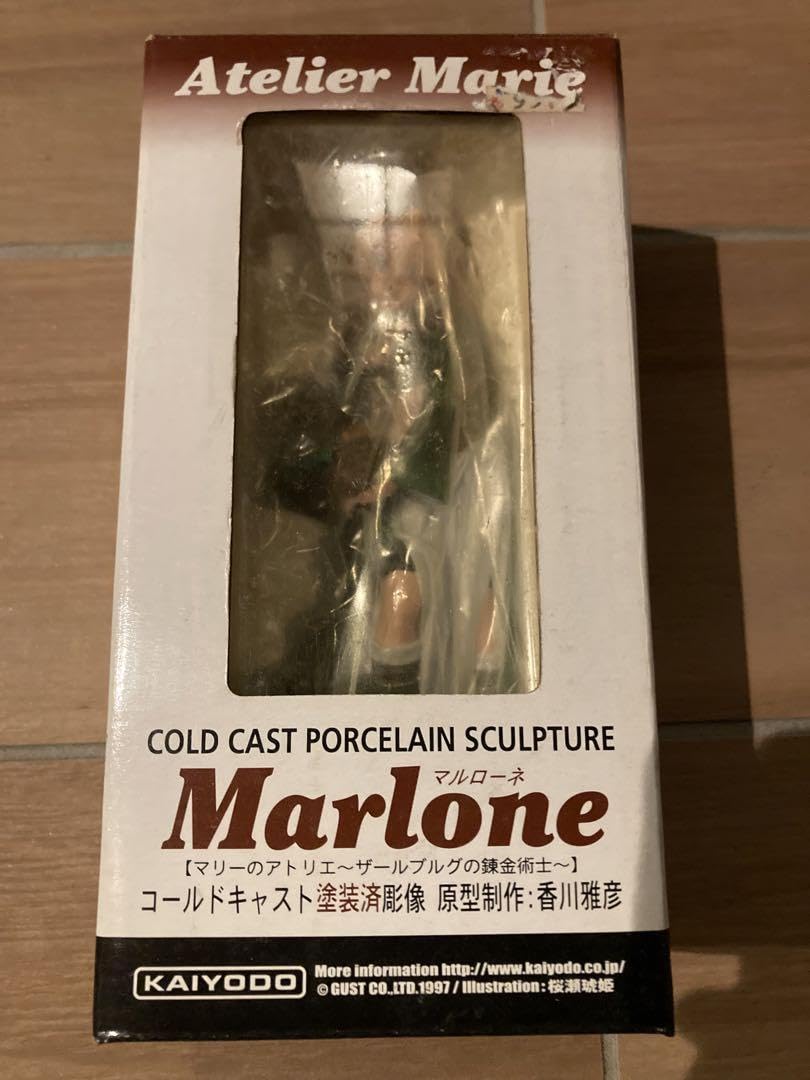 Atelier Marie
COLD CAST PORCELAIN SCULPTURE
マルローネ
Marlone
【マリーのアトリエ～ザールブルグの錬金術士～】
コールドキャスト塗装済彫像 原型制作:香川雅彦
KAIYODO
More information http://www.kaiyodo.co.jp/
© GUST CO.,LTD.1997 / Illustration:桜瀬琥姫